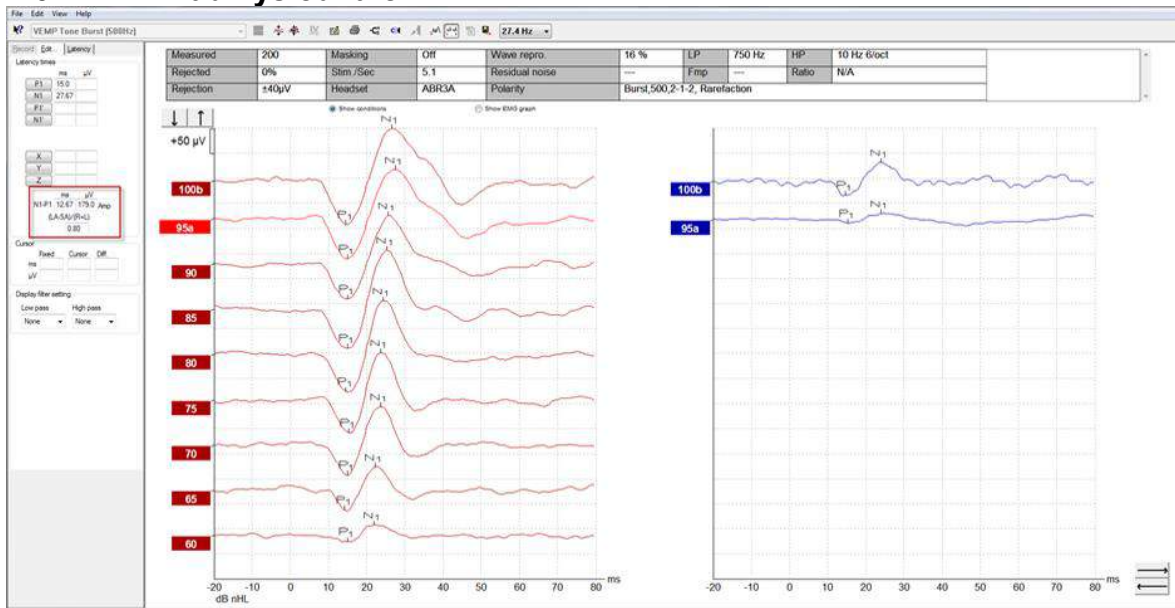 File Edit View Help
VEMP Tone Burst (500Hz)
27.4 Hz
Record Edit... Latency
Latency times
ms µV
P1 15.0
N1 27.67
P1'
N1'
X
Y
Z
ms µV
N1-P1 12.67 179.0 Amp
(LA-SA)/(R+L)
0.80
Cursor
Fixed Cursor Diff.
ms
µV
Display filter setting
Low pass High pass
None None
Measured 200 Masking Off Wave repro. 16 % LP 750 Hz HP 10 Hz 6/oct
Rejected 0% Stim./Sec 5.1 Residual noise --- Fmp --- Ratio N/A
Rejection ±40µV Headset ABR3A Polarity Burst,500,2-1-2, Rarefaction
Show conditions Show EMG graph
+50 µV
100b P1 N1
95a P1 N1
90 P1 N1
85 P1 N1
80 P1 N1
75 P1 N1
70 P1 N1
65 P1 N1
60 P1 N1
-20 -10 0 10 20 30 40 50 60 70 80 ms
dB nHL
100b P1 N1
95a P1 N1
-20 -10 0 10 20 30 40 50 60 70 80 ms